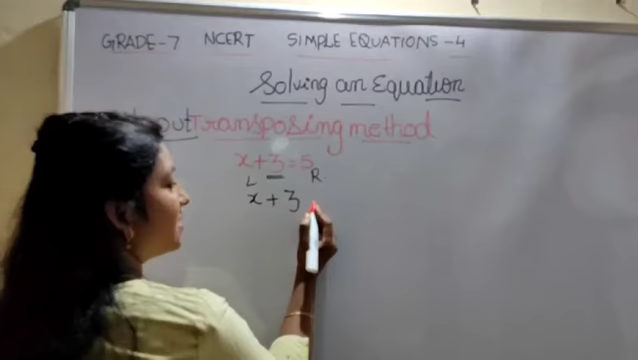 GRADE-7 NCERT SIMPLE EQUATIONS-4
Solving an Equation
out Transposing method
x+3=5
L R
x+3